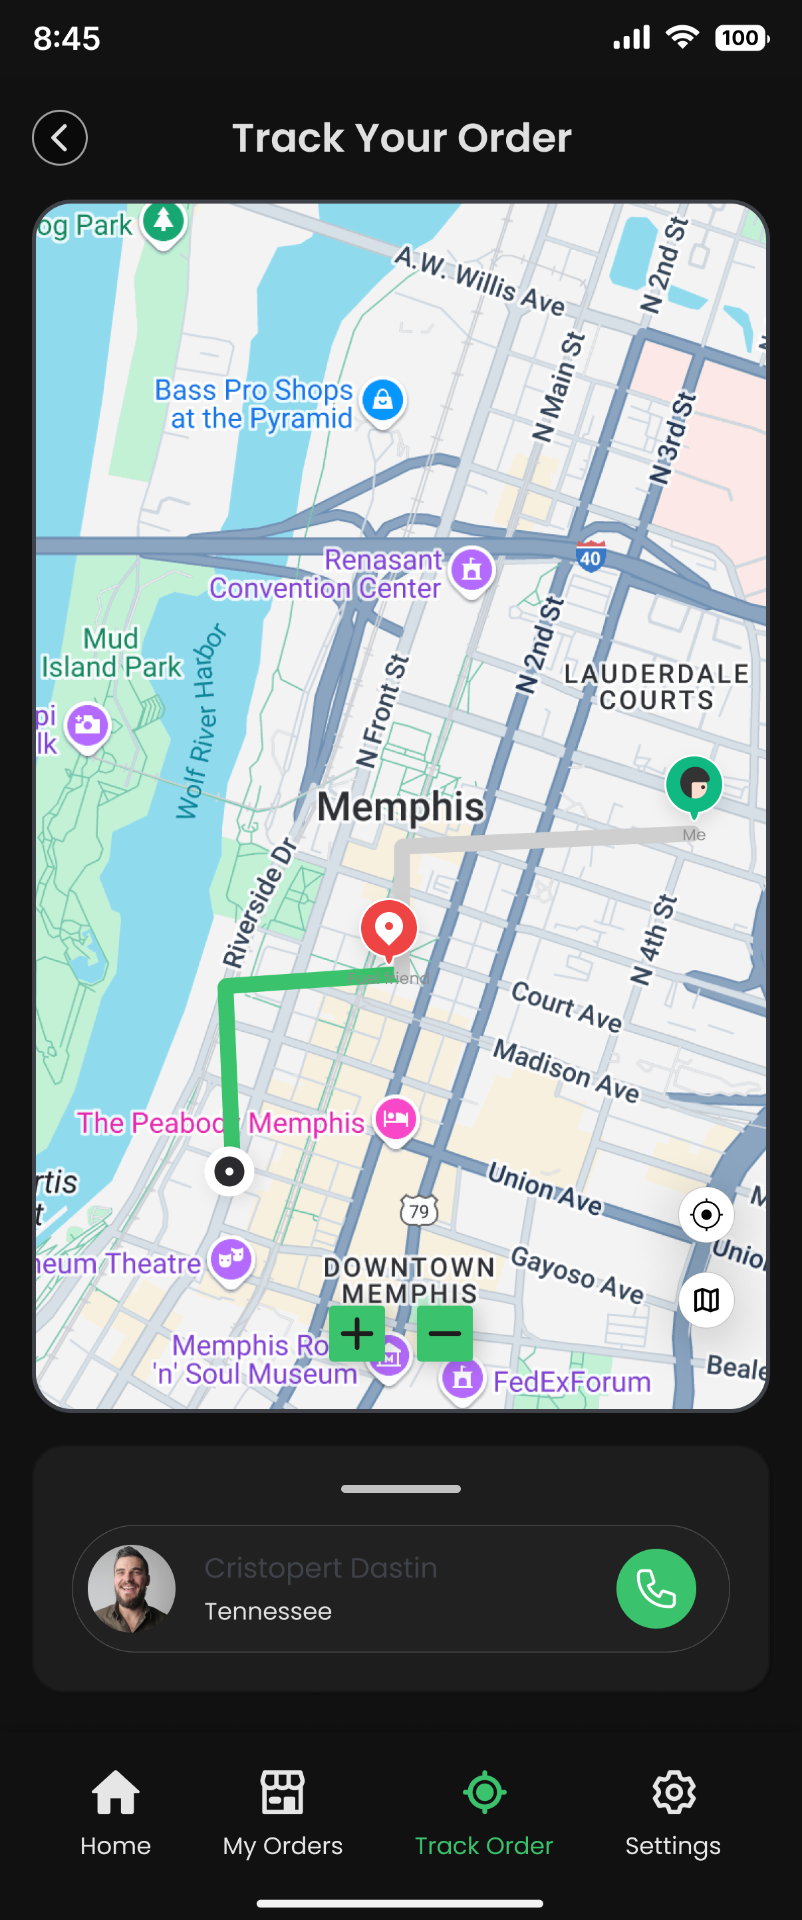 8:45
100
Track Your Order
og Park
A.W. Willis Ave
N 2nd St
N Main St
Bass Pro Shops
at the Pyramid
N 3rd St
Renasant
Convention Center
40
N 2nd St
Mud
Island Park
Wolf River Harbor
LAUDERDALE
COURTS
N Front St
pi
lk
Memphis
Me
Riverside Dr
N 4th St
friend
Court Ave
Madison Ave
The Peabody Memphis
rtis
t
Union Ave
79
M
Unio
neum Theatre
DOWNTOWN
MEMPHIS
Gayoso Ave
Memphis Ro
'n' Soul Museum
M
FedExForum
Beale
Cristopert Dastin
Tennessee
Home
My Orders
Track Order
Settings